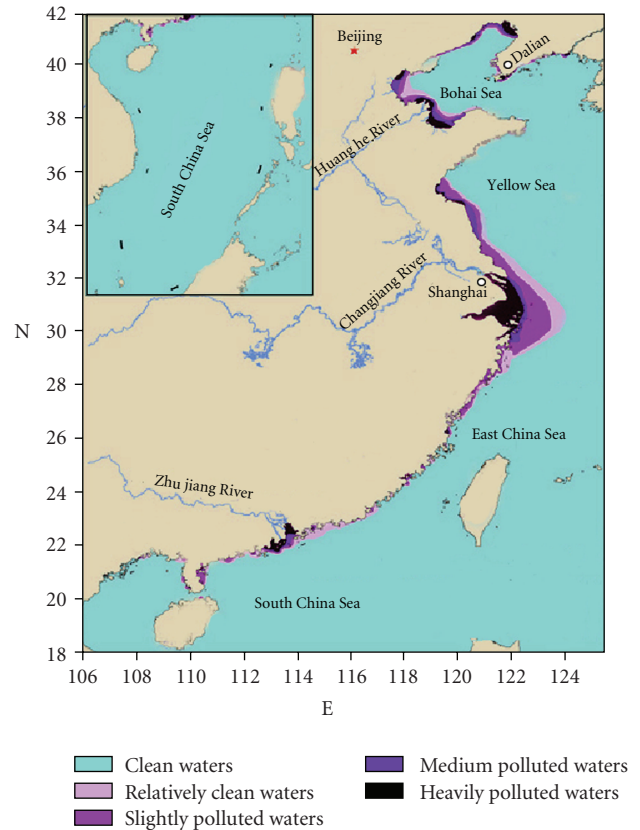 42
40
38
36
34
32
30
28
26
24
22
20
18
N
Beijing
Dalian
Bohai Sea
Huang he River
South China Sea
Yellow Sea
Changjiang River
Shanghai
East China Sea
Zhu jiang River
South China Sea
106 108 110 112 114 116 118 120 122 124
E
Clean waters
Relatively clean waters
Slightly polluted waters
Medium polluted waters
Heavily polluted waters